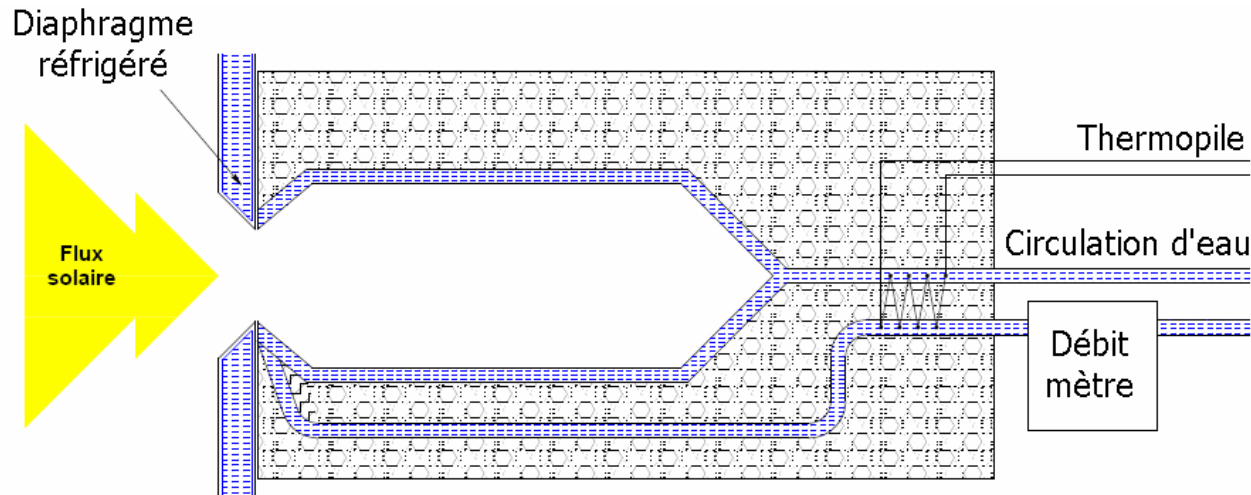 Diaphragme
réfrigéré
Thermopile
Flux
solaire
Circulation d'eau
Débit
mètre